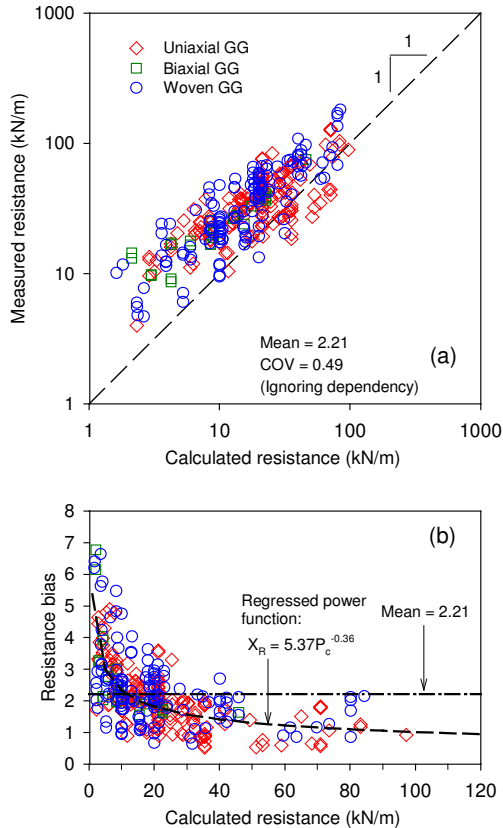 1000
Uniaxial GG
Biaxial GG
Woven GG
1
1
100
10
1
Measured resistance (kN/m)
Mean = 2.21
COV = 0.49
(Ignoring dependency)
(a)
1 10 100 1000
Calculated resistance (kN/m)
8
7
6
5
4
3
2
1
0
Resistance bias
(b)
Regressed power
function:
X_R = 5.37P_c^-0.36
Mean = 2.21
0 20 40 60 80 100 120
Calculated resistance (kN/m)